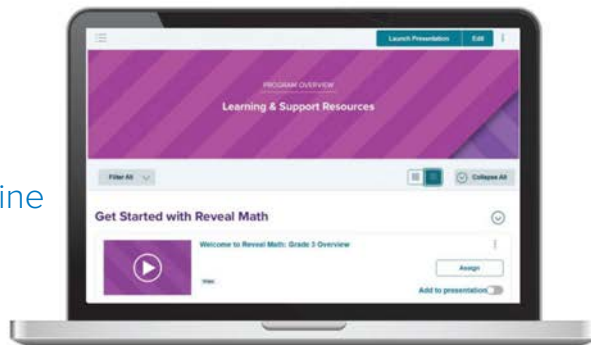 Launch Presentation Edit
PROGRAM OVERVIEW
Learning & Support Resources
Filter All
Collapse All
ine
Get Started with Reveal Math
Welcome to Reveal Math: Grade 3 Overview
Assign
Add to presentation